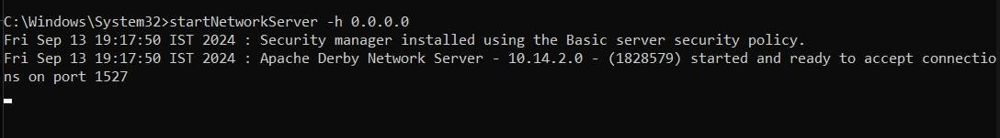 C:\Windows\System32>startNetworkServer -h 0.0.0.0
Fri Sep 13 19:17:50 IST 2024 : Security manager installed using the Basic server security policy.
Fri Sep 13 19:17:50 IST 2024 : Apache Derby Network Server - 10.14.2.0 - (1828579) started and ready to accept connectio
ns on port 1527